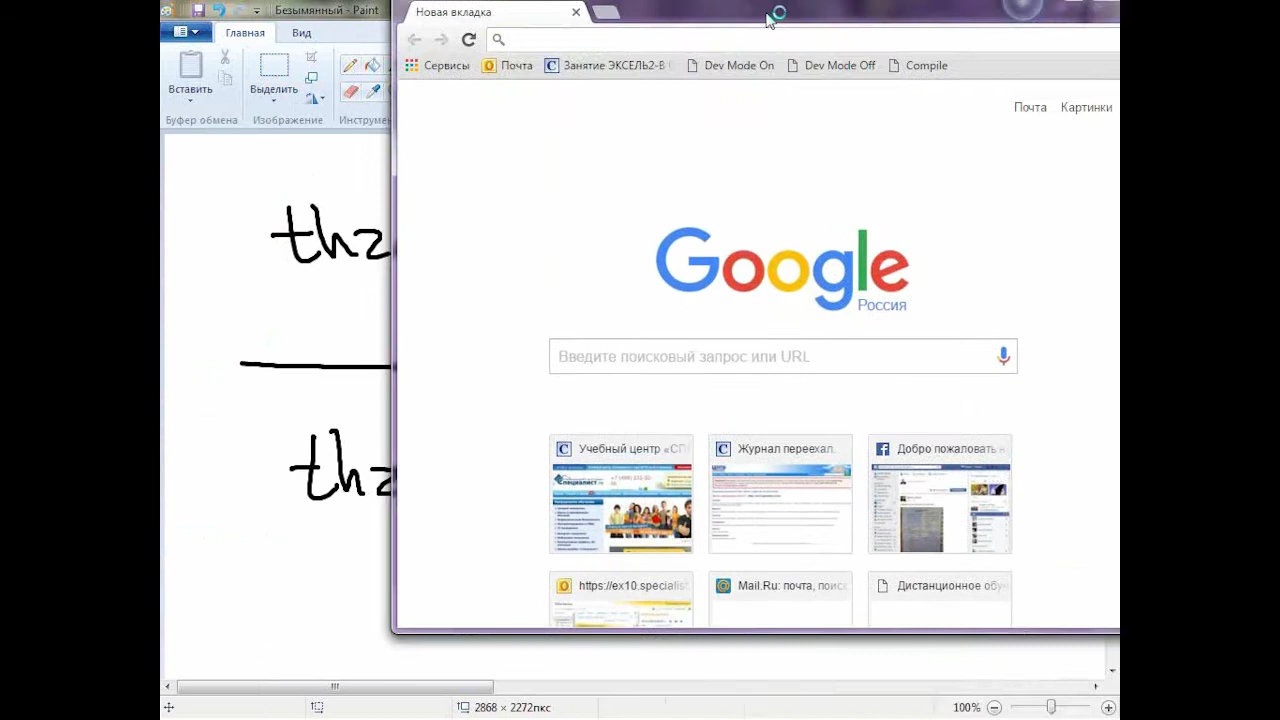 Безымянный - Paint
Новая вкладка
Главная
Вид
Сервисы
Почта
Занятие ЭКСЕЛЬ2-В
Dev Mode On
Dev Mode Off
Compile
Вставить
Выделить
Буфер обмена
Изображение
Инструме
Почта
Картинки
thz
Google
Россия
Введите поисковый запрос или URL
thz
Учебный центр «СП
Журнал переехал.
Добро пожаловать н
Специалист
https://ex10.specialist
Mail.Ru: почта, поиск
Дистанционное обу
2868 × 2272пкс
100%